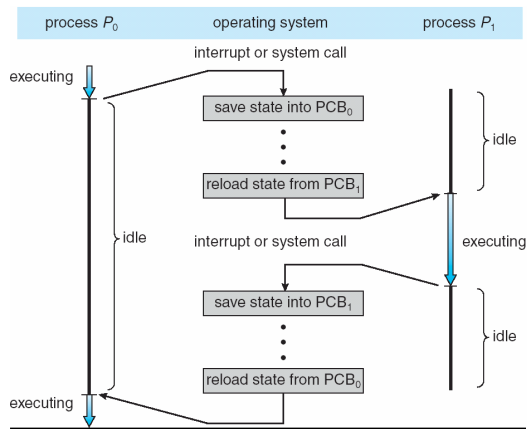 process P₀
operating system
process P₁
interrupt or system call
executing
save state into PCB₀
idle
reload state from PCB₁
idle
interrupt or system call
executing
save state into PCB₁
idle
reload state from PCB₀
executing